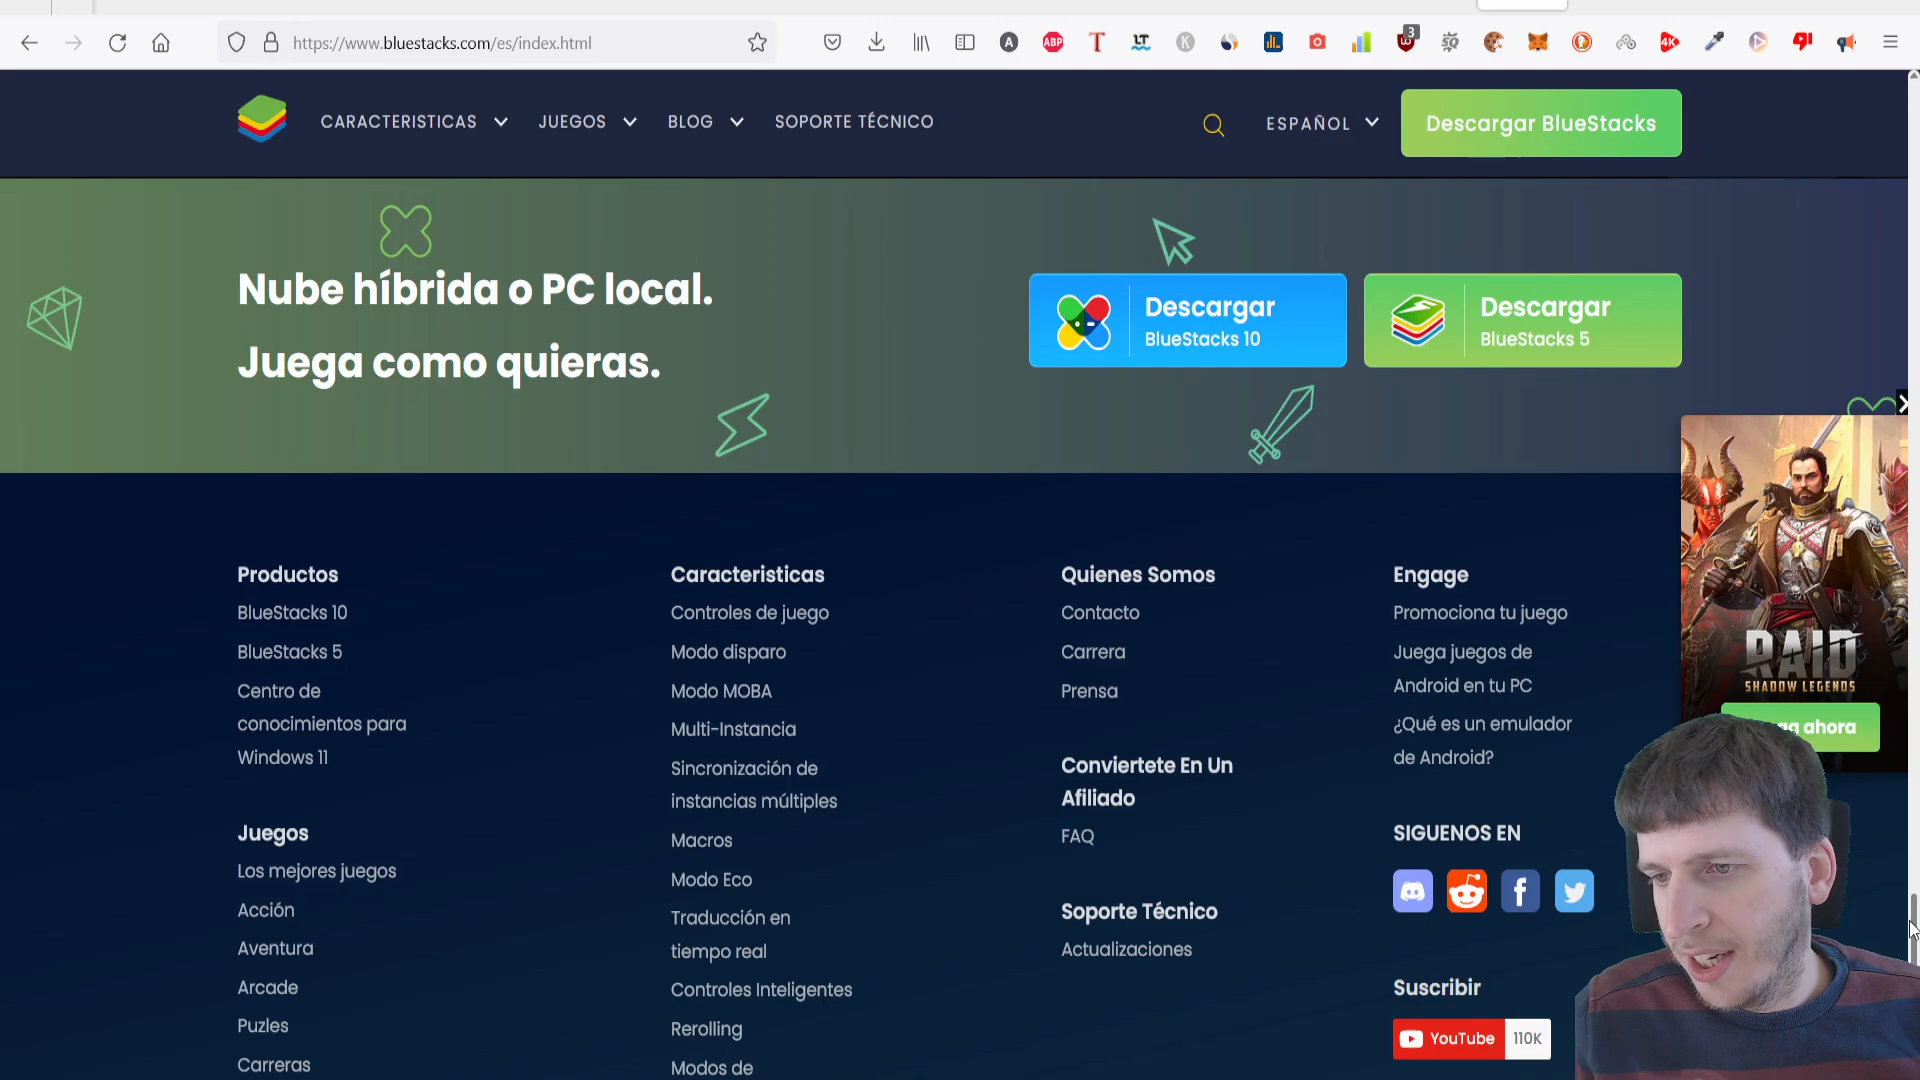 https://www.bluestacks.com/es/index.html
A
ABP
T
LT
K
3
4K
CARACTERISTICAS
JUEGOS
BLOG
SOPORTE TÉCNICO
ESPAÑOL
Descargar BlueStacks
Nube híbrida o PC local.
Juega como quieras.
Descargar
BlueStacks 10
Descargar
BlueStacks 5
RAID
SHADOW LEGENDS
ahora
Productos
BlueStacks 10
BlueStacks 5
Centro de
conocimientos para
Windows 11
Juegos
Los mejores juegos
Acción
Aventura
Arcade
Puzles
Carreras
Caracteristicas
Controles de juego
Modo disparo
Modo MOBA
Multi-Instancia
Sincronización de
instancias múltiples
Macros
Modo Eco
Traducción en
tiempo real
Controles Inteligentes
Rerolling
Modos de
Quienes Somos
Contacto
Carrera
Prensa
Conviertete En Un
Afiliado
FAQ
Soporte Técnico
Actualizaciones
Engage
Promociona tu juego
Juega juegos de
Android en tu PC
¿Qué es un emulador
de Android?
SIGUENOS EN
Suscribir
YouTube 110K